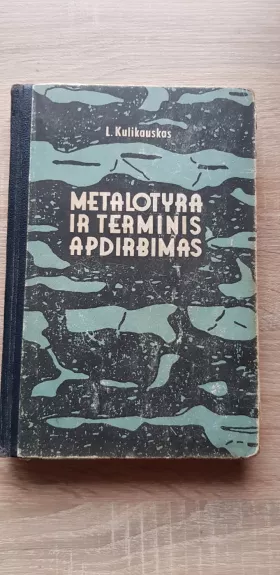 L. Kulikauskas
METALOTYRA
IR TERMINIS
APDIRBIMAS